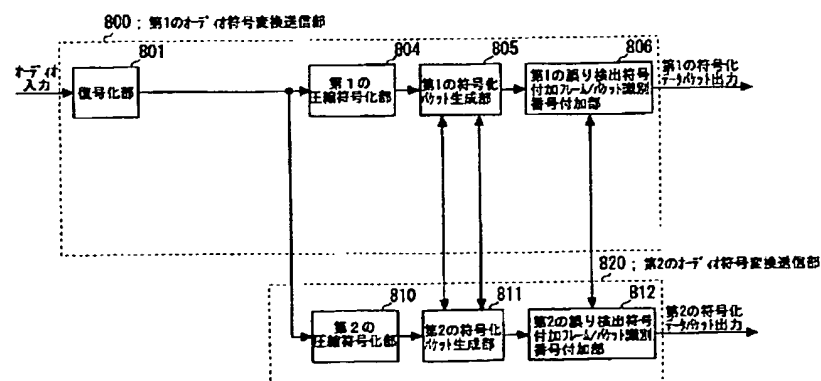 800 ; 第1のオーディオ符号変換送信部
801
804
805
806
オーディオ
入力
復号化部
第1の
圧縮符号化部
第1の符号化
パケット生成部
第1の誤り検出符号
付加フレーム/パケット識別
番号付加部
第1の符号化
データパケット出力
820 ; 第2のオーディオ符号変換送信部
810
811
812
第2の
圧縮符号化部
第2の符号化
パケット生成部
第2の誤り検出符号
付加フレーム/パケット識別
番号付加部
第2の符号化
データパケット出力